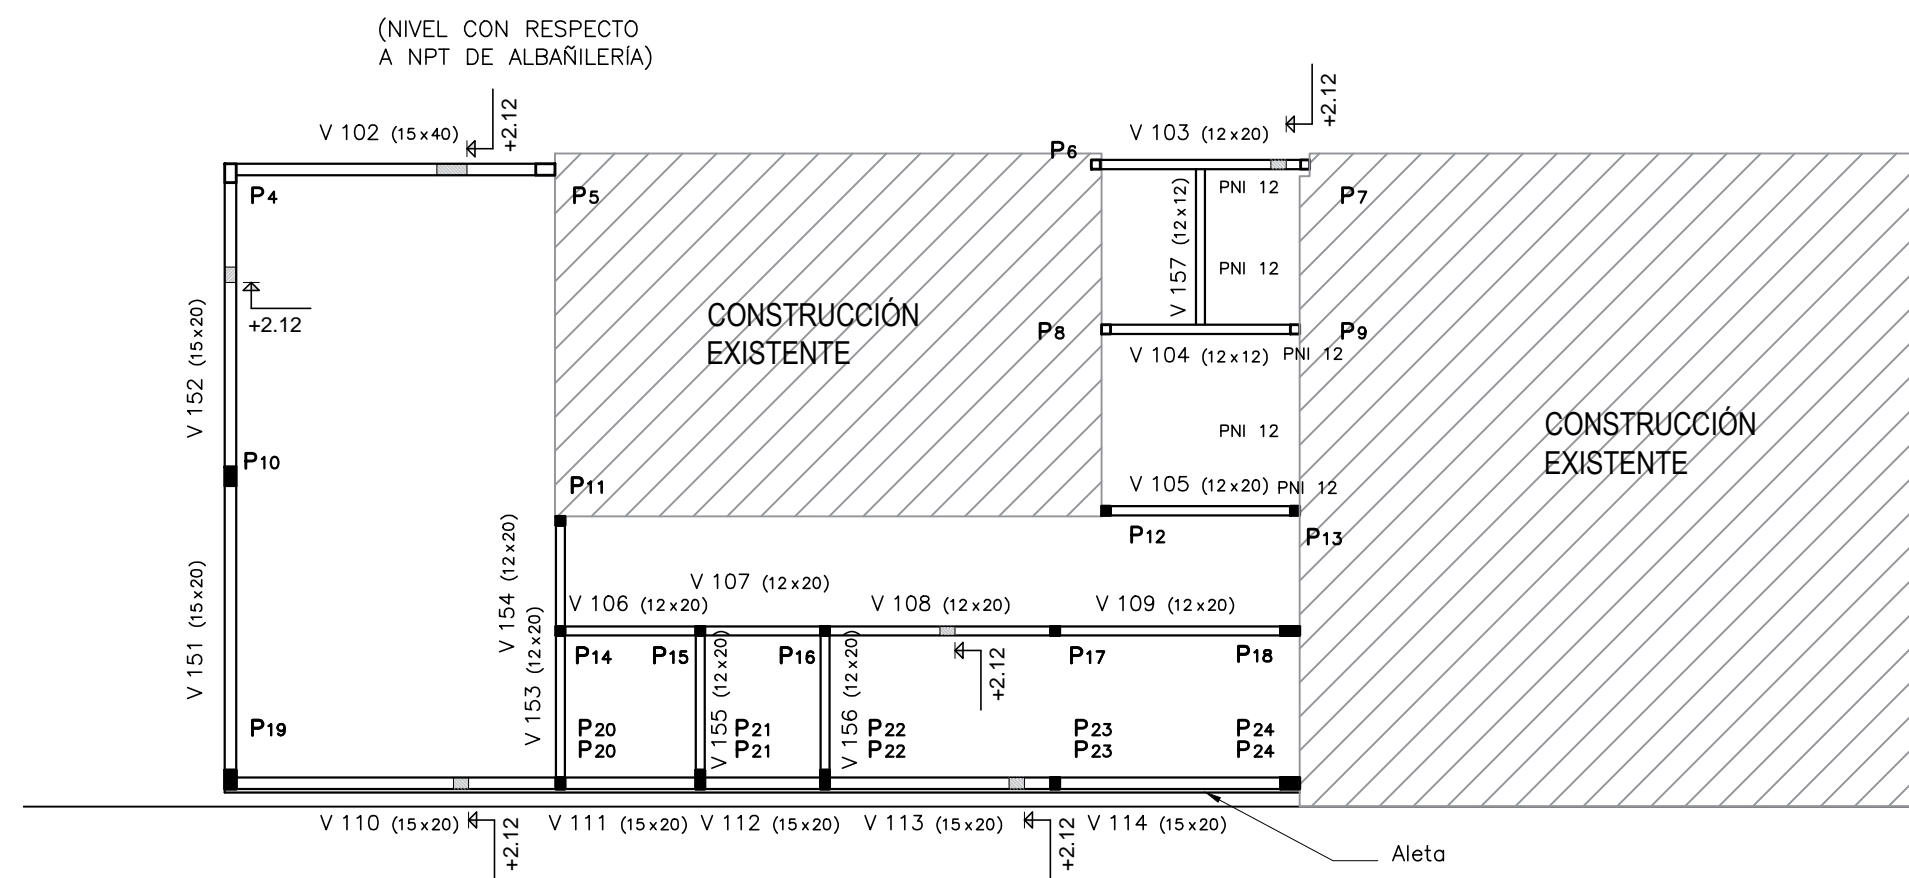 (NIVEL CON RESPECTO
A NPT DE ALBAÑILERÍA)
+2.12
+2.12
V 102 (15x40)
V 103 (12x20)
P6
P4
P5
PNI 12
P7
V 157 (12x12)
PNI 12
+2.12
CONSTRUCCIÓN
EXISTENTE
P8
P9
V 104 (12x12)
PNI 12
V 152 (15x20)
CONSTRUCCIÓN
EXISTENTE
PNI 12
P10
P11
V 105 (12x20)
PNI 12
P12
P13
V 154 (12x20)
V 151 (15x20)
V 107 (12x20)
V 106 (12x20)
V 108 (12x20)
V 109 (12x20)
P14
P15
P16
P17
P18
V 153 (12x20)
V 155 (12x20)
V 156 (12x20)
+2.12
P19
P20
P21
P22
P23
P24
P20
P21
P22
P23
P24
V 110 (15x20)
+2.12
V 111 (15x20)
V 112 (15x20)
V 113 (15x20)
+2.12
V 114 (15x20)
Aleta